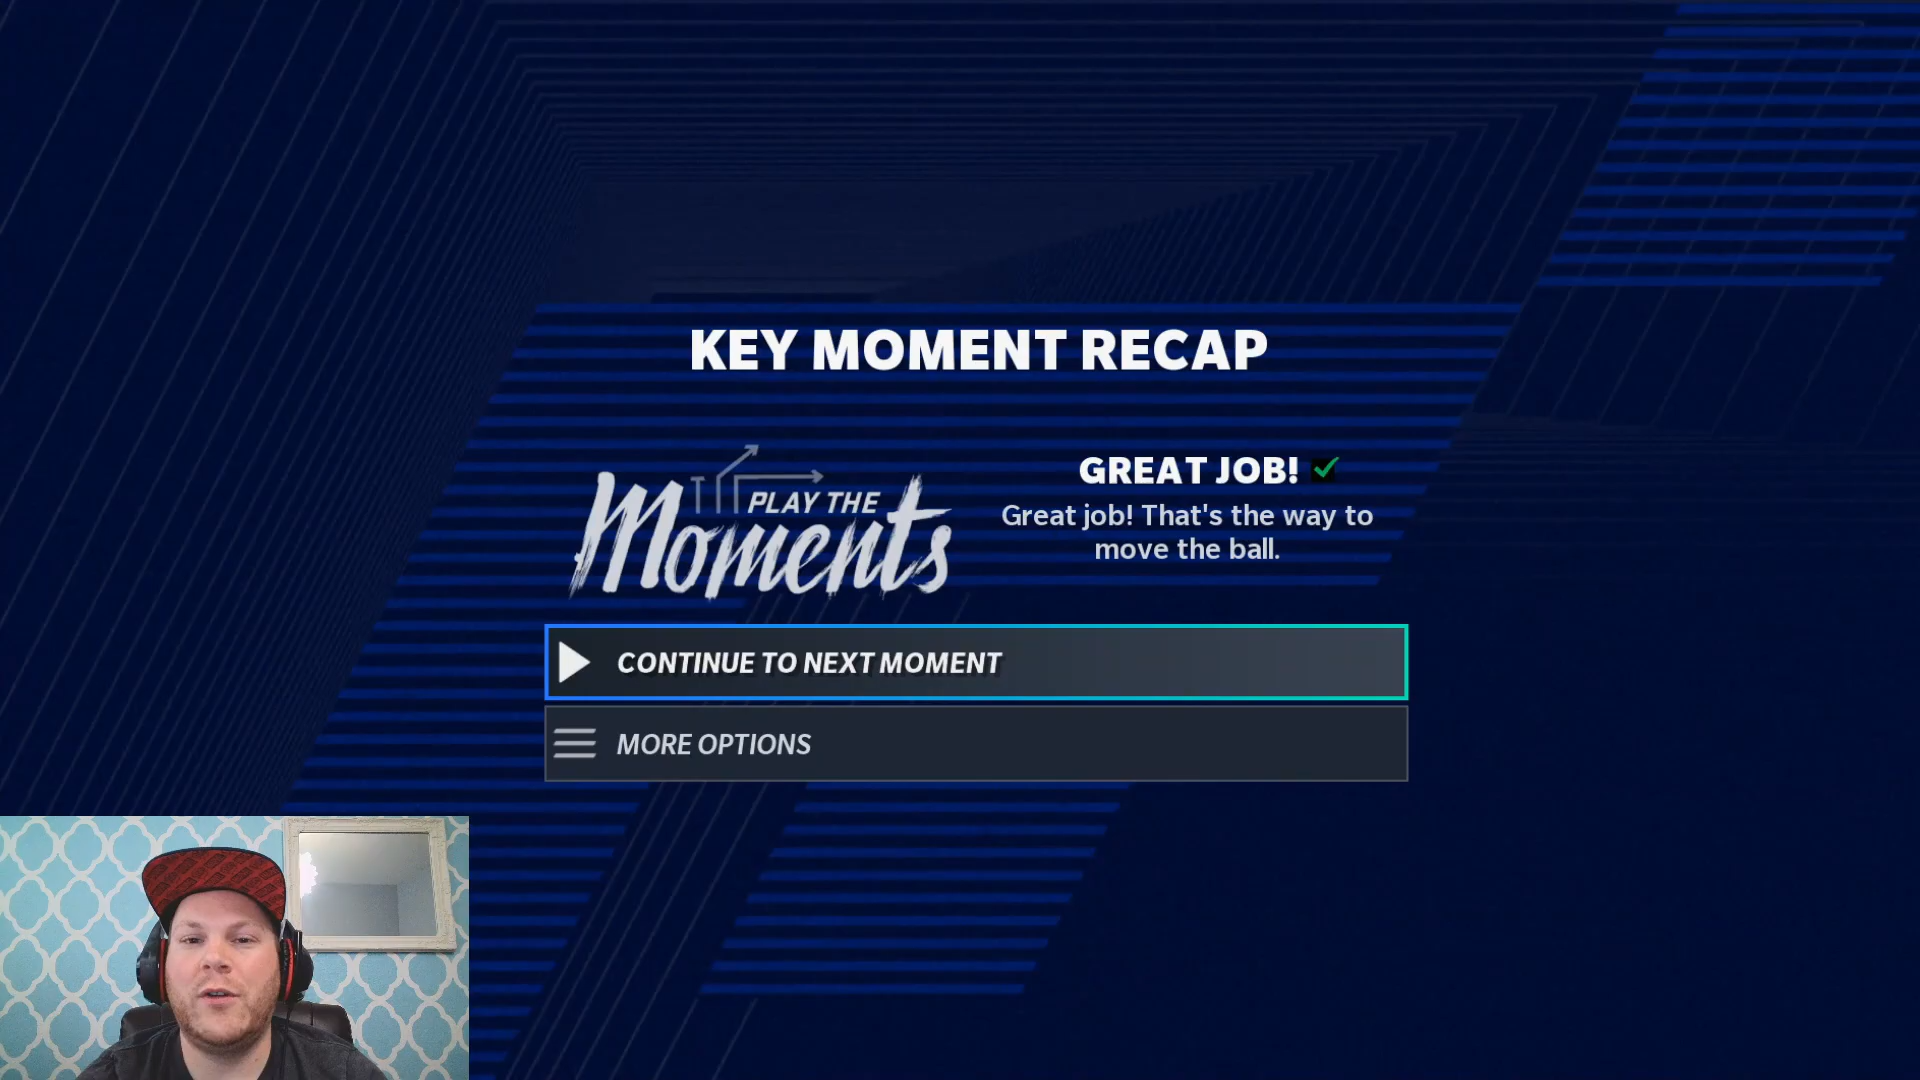 KEY MOMENT RECAP
PLAY THE
Moments
GREAT JOB!
Great job! That's the way to
move the ball.
CONTINUE TO NEXT MOMENT
MORE OPTIONS